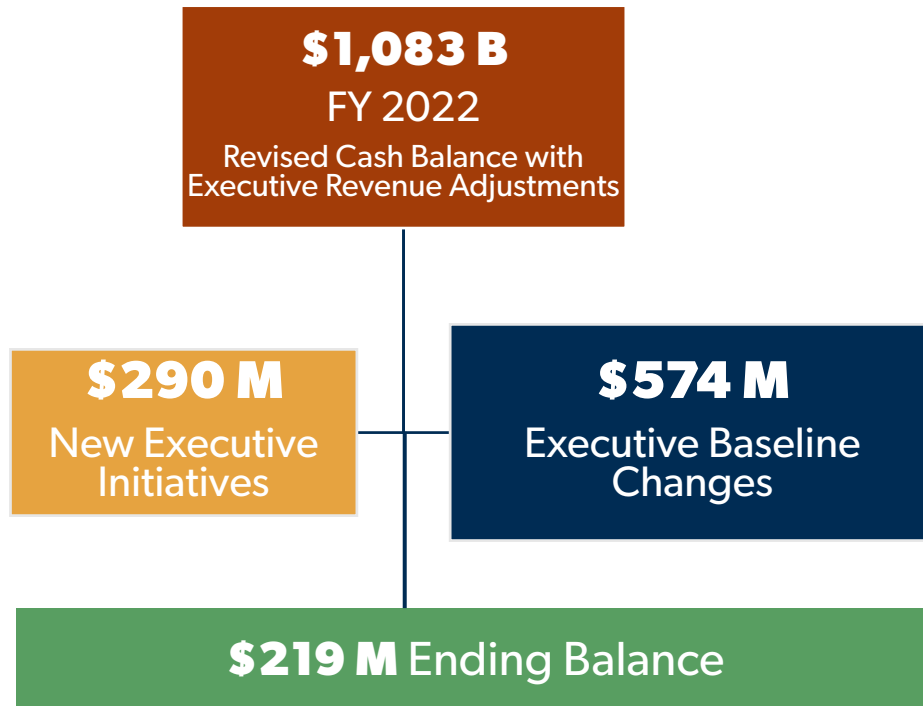 $1,083 B
FY 2022
Revised Cash Balance with
Executive Revenue Adjustments
$290 M
New Executive
Initiatives
$574 M
Executive Baseline
Changes
$219 M Ending Balance